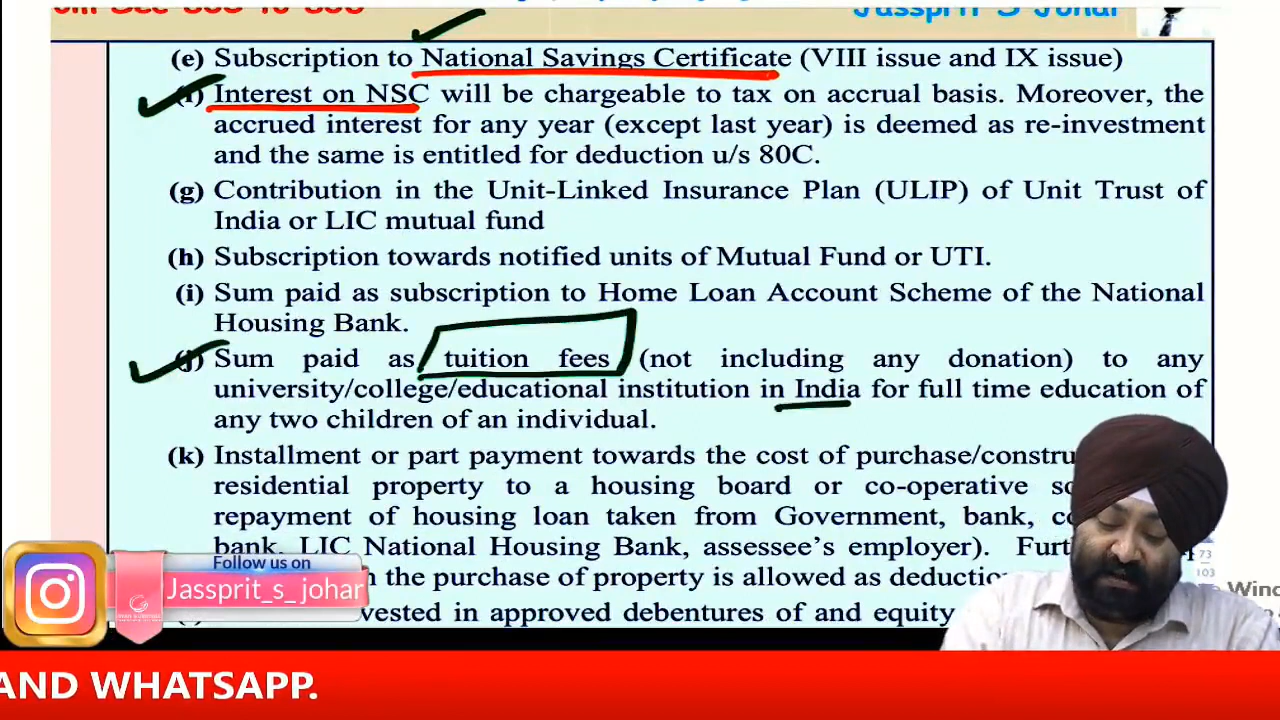 Jassprit S Johar
(e) Subscription to National Savings Certificate (VIII issue and IX issue)
Interest on NSC will be chargeable to tax on accrual basis. Moreover, the
accrued interest for any year (except last year) is deemed as re-investment
and the same is entitled for deduction u/s 80C.
(g) Contribution in the Unit-Linked Insurance Plan (ULIP) of Unit Trust of
India or LIC mutual fund
(h) Subscription towards notified units of Mutual Fund or UTI.
(i) Sum paid as subscription to Home Loan Account Scheme of the National
Housing Bank.
(j) Sum paid as tuition fees (not including any donation) to any
university/college/educational institution in India for full time education of
any two children of an individual.
(k) Installment or part payment towards the cost of purchase/constru
residential property to a housing board or co-operative
repayment of housing loan taken from Government, bank,
bank, LIC National Housing Bank, assessee's employer).
the purchase of property is allowed as
vested in approved debentures of and equity
73
103
Follow us on
Jassprit_s_johar
AND WHATSAPP.